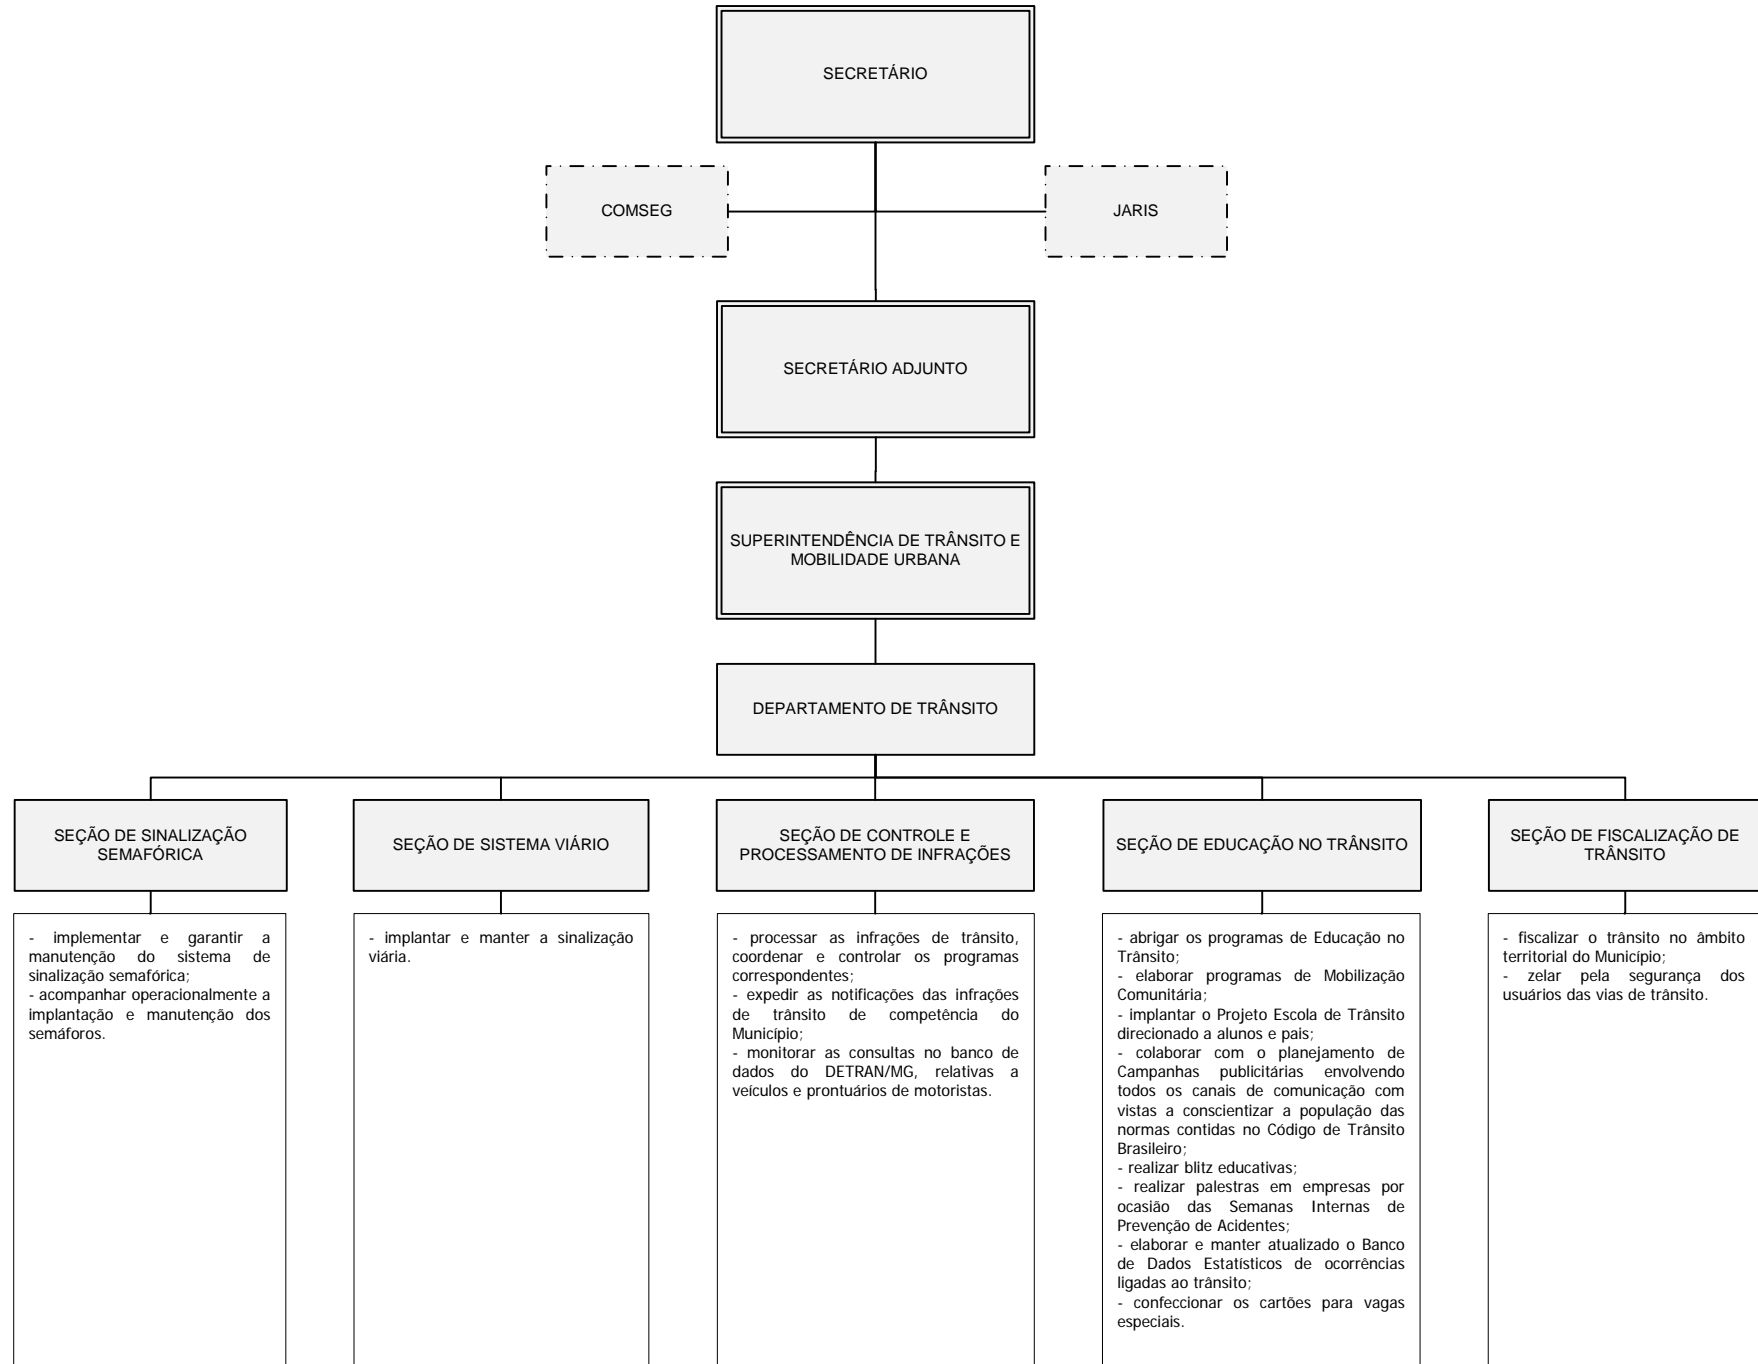 SECRETÁRIO
COMSEG
JARIS
SECRETÁRIO ADJUNTO
SUPERINTENDÊNCIA DE TRÂNSITO E
MOBILIDADE URBANA
DEPARTAMENTO DE TRÂNSITO
SEÇÃO DE SINALIZAÇÃO
SEMAFÓRICA
SEÇÃO DE SISTEMA VIÁRIO
SEÇÃO DE CONTROLE E
PROCESSAMENTO DE INFRAÇÕES
SEÇÃO DE EDUCAÇÃO NO TRÂNSITO
SEÇÃO DE FISCALIZAÇÃO DE
TRÂNSITO
- implementar e garantir a
manutenção do sistema de
sinalização semafórica;
- acompanhar operacionalmente a
implantação e manutenção dos
semáforos.
- implantar e manter a sinalização
viária.
- processar as infrações de trânsito,
coordenar e controlar os programas
correspondentes;
- expedir as notificações das infrações
de trânsito de competência do
Município;
- monitorar as consultas no banco de
dados do DETRAN/MG, relativas a
veículos e prontuários de motoristas.
- abrigar os programas de Educação no
Trânsito;
- elaborar programas de Mobilização
Comunitária;
- implantar o Projeto Escola de Trânsito
direcionado a alunos e pais;
- colaborar com o planejamento de
Campanhas publicitárias envolvendo
todos os canais de comunicação com
vistas a conscientizar a população das
normas contidas no Código de Trânsito
Brasileiro;
- realizar blitz educativas;
- realizar palestras em empresas por
ocasião das Semanas Internas de
Prevenção de Acidentes;
- elaborar e manter atualizado o Banco
de Dados Estatísticos de ocorrências
ligadas ao trânsito;
- confeccionar os cartões para vagas
especiais.
- fiscalizar o trânsito no âmbito
territorial do Município;
- zelar pela segurança dos
usuários das vias de trânsito.